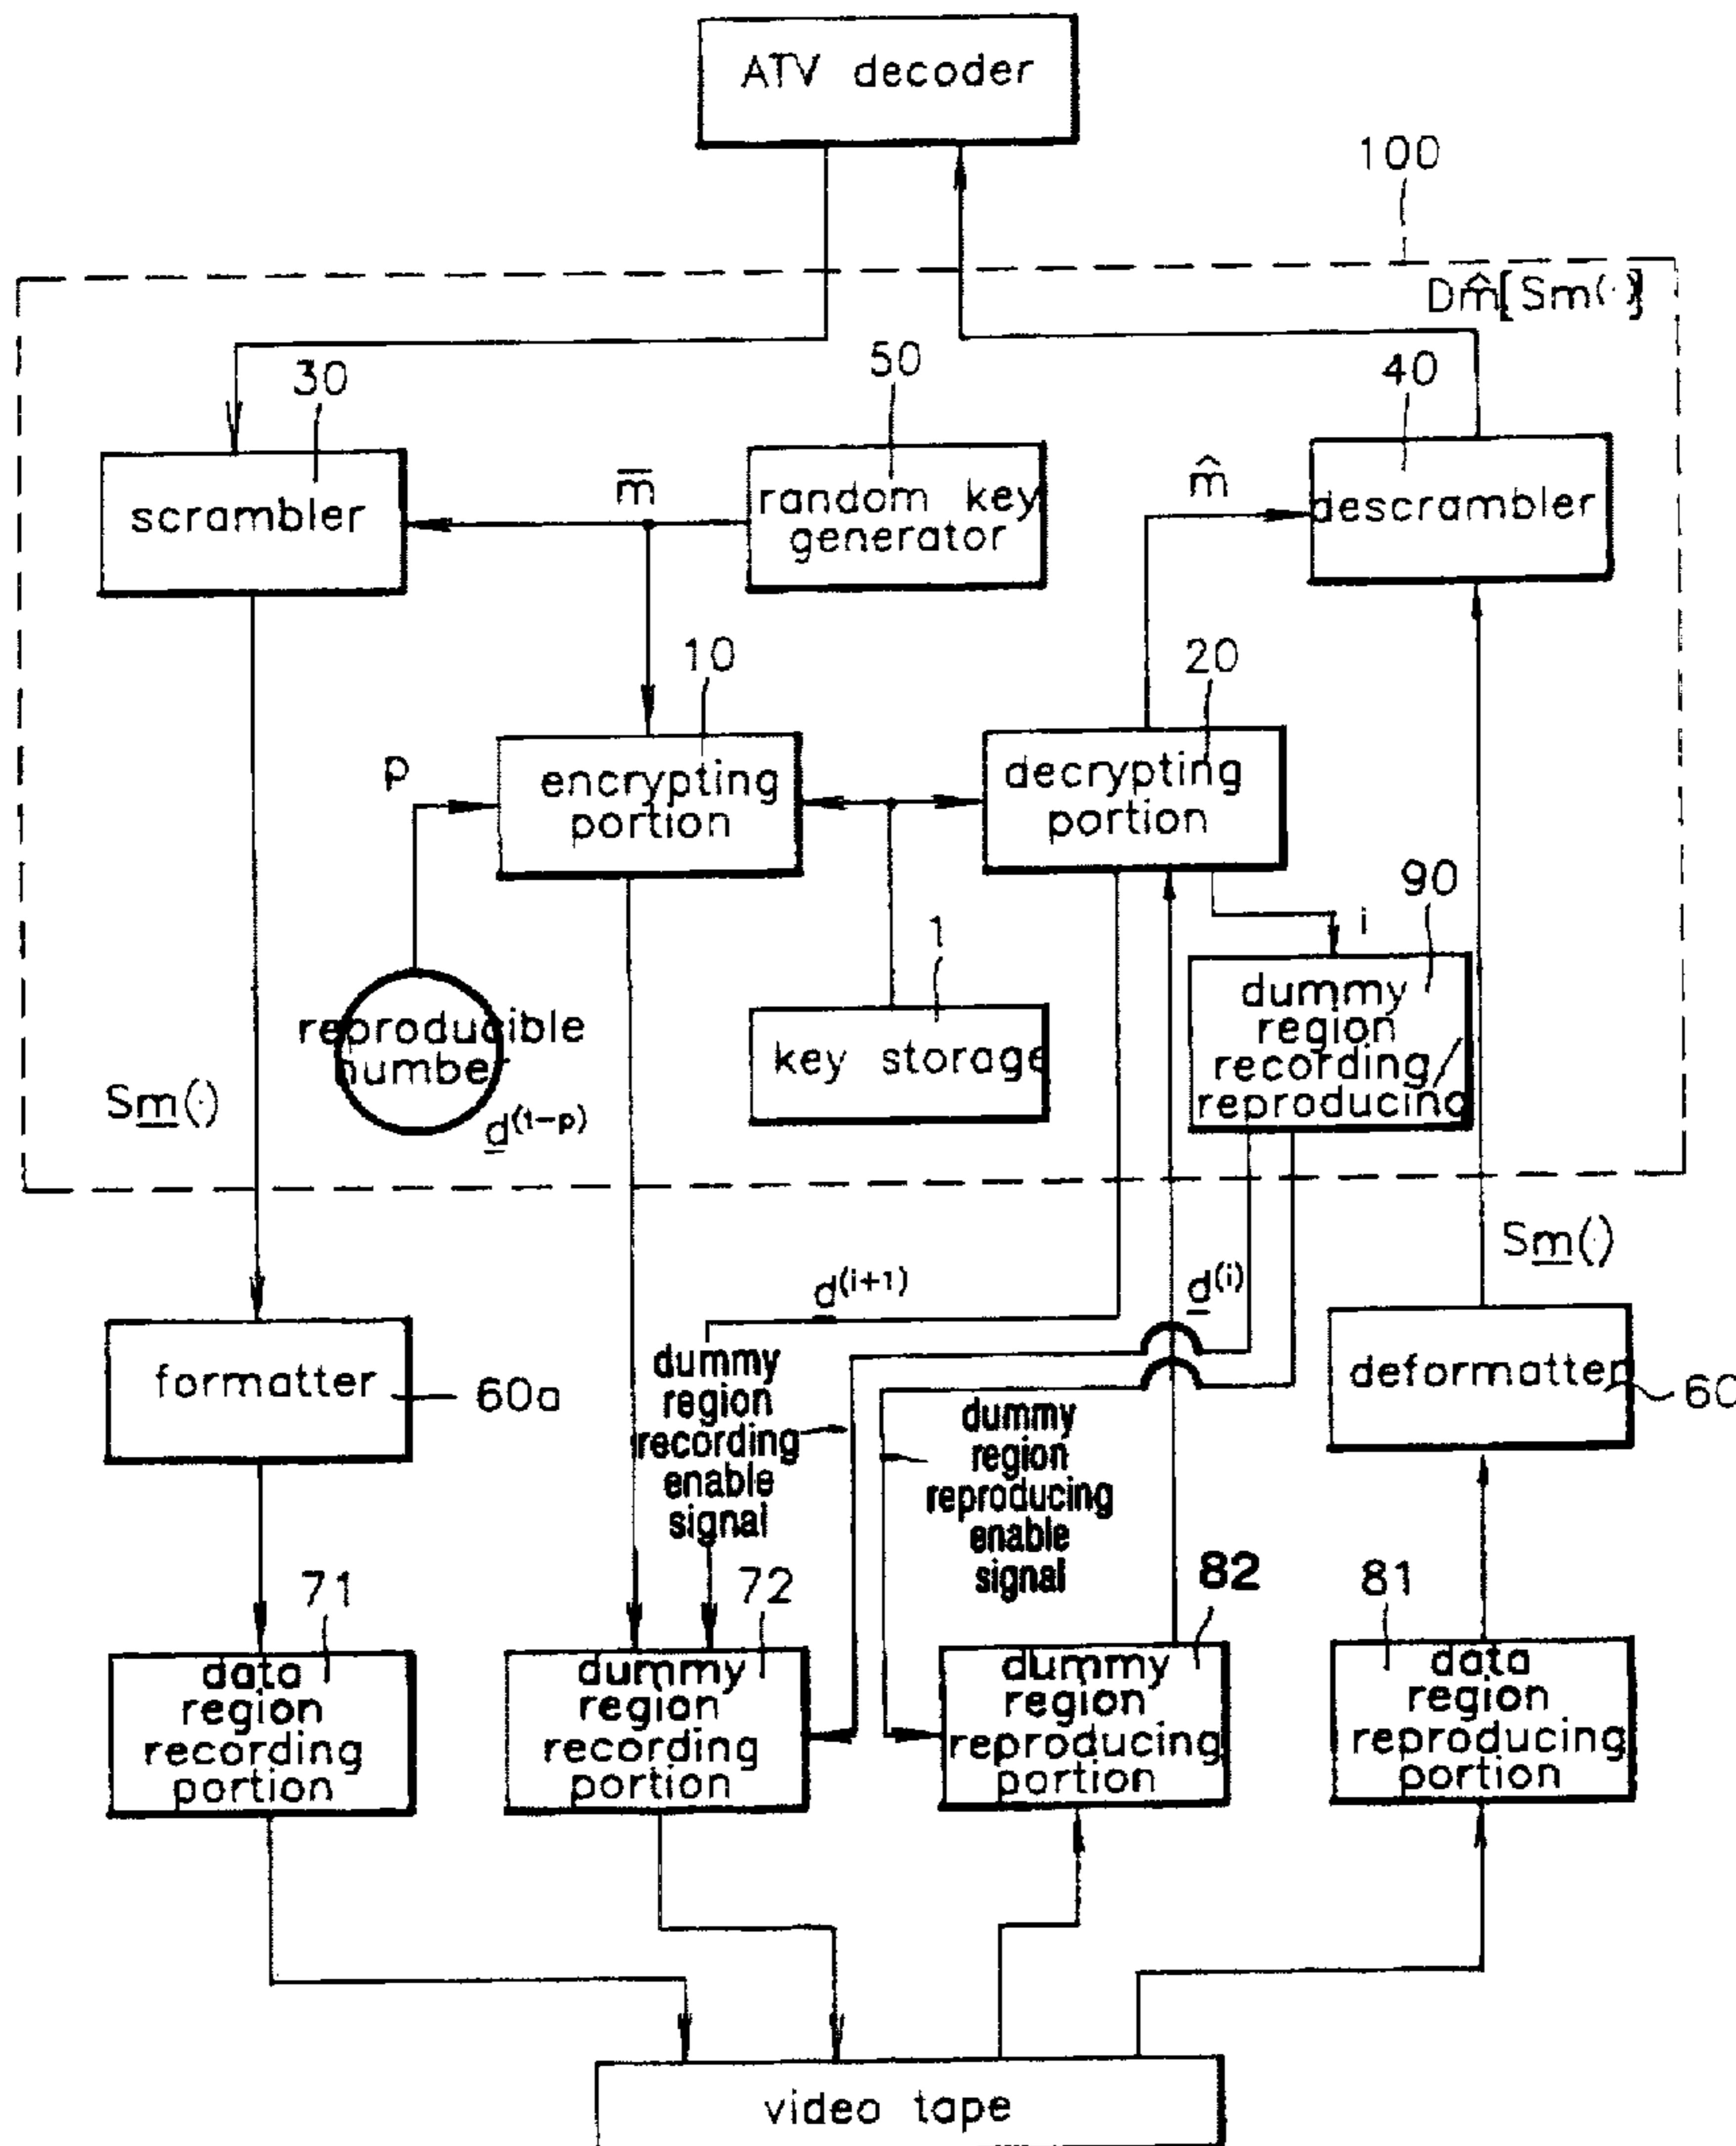 ATV decoder
100
Dm̂[Sm(·)]
30
50
40
scrambler
m̅
random key
generator
m̂
descrambler
10
20
p
encrypting
portion
decrypting
portion
90
i
1
reproducible
number
key storage
dummy
region
recording/
reproducing
Sm(·)
d(1-p)
Sm(·)
d(i+1)
d(i)
formatter
60a
dummy
region
recording
enable
signal
dummy
region
reproducing
enable
signal
deformatter
60
71
72
82
81
data
region
recording
portion
dummy
region
recording
portion
dummy
region
reproducing
portion
data
region
reproducing
portion
video tape